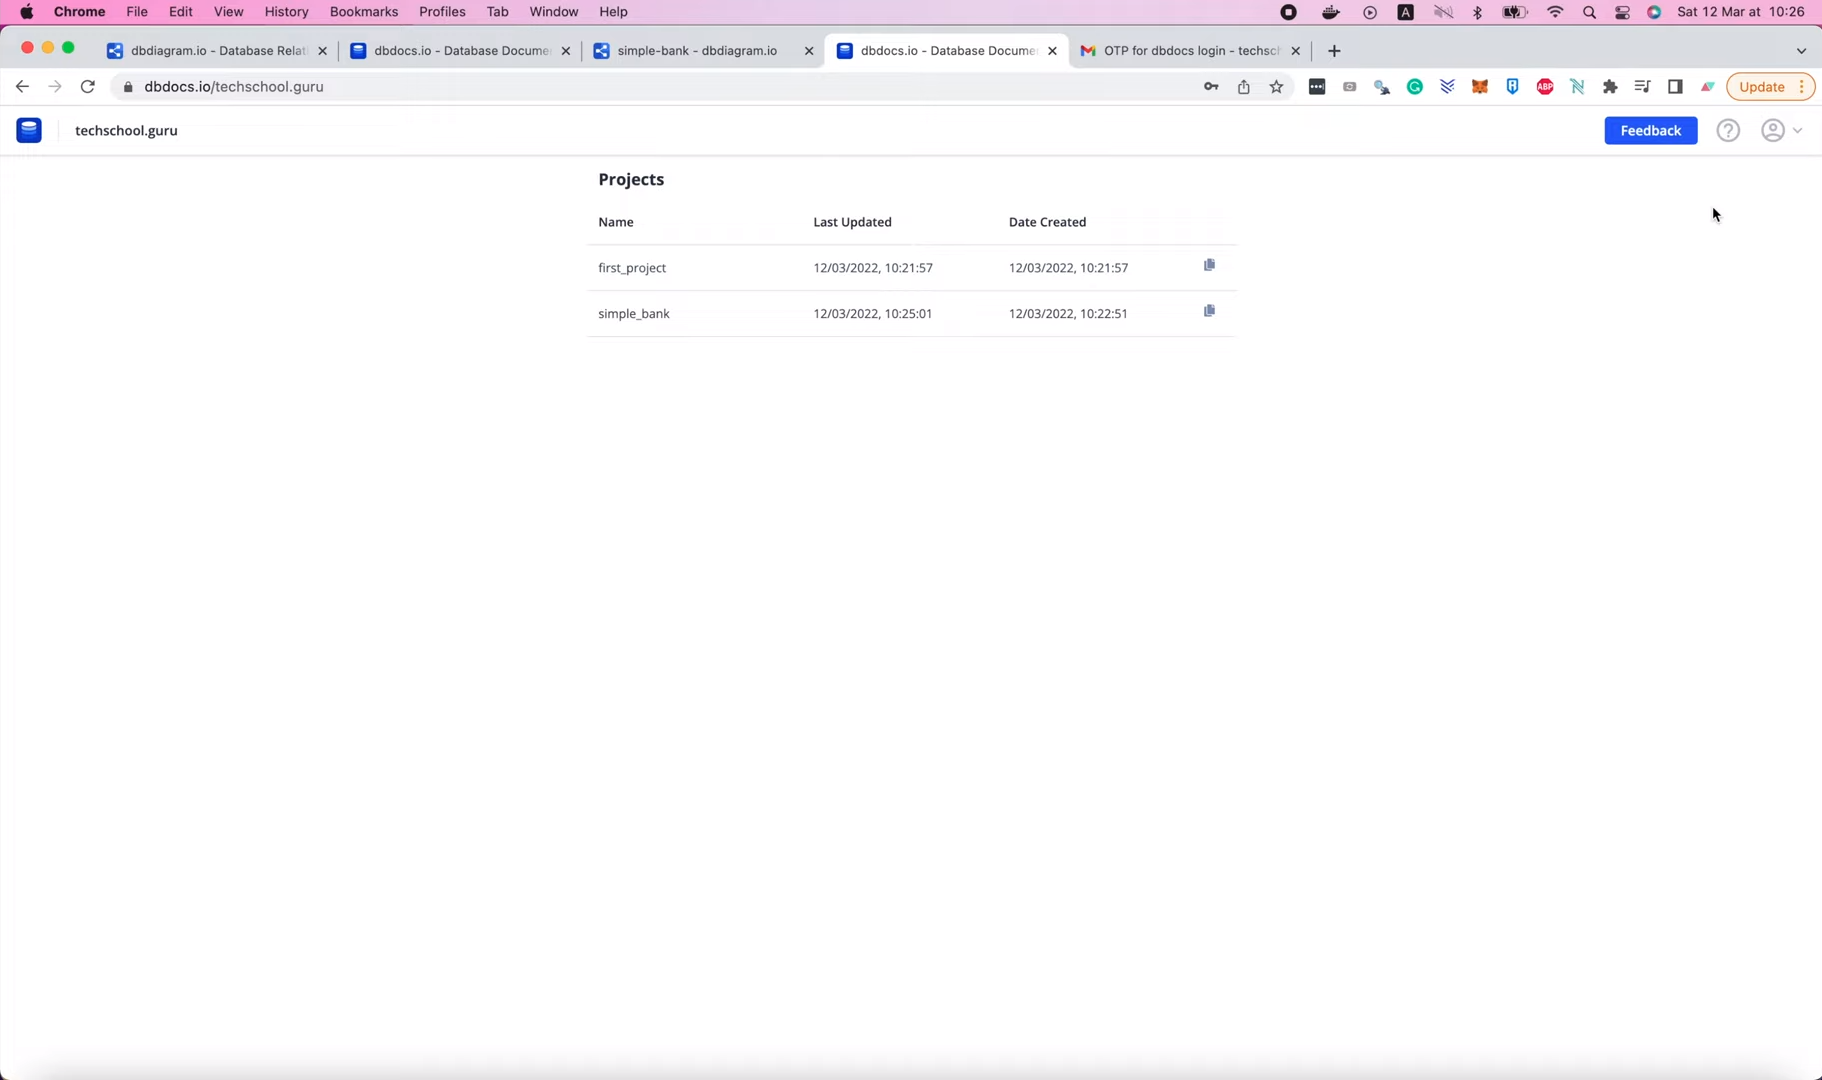 Chrome File Edit View History Bookmarks Profiles Tab Window Help A Sat 12 Mar at 10:26
dbdiagram.io - Database Relati dbdocs.io - Database Docume simple-bank - dbdiagram.io dbdocs.io - Database Docume OTP for dbdocs login - techsch
dbdocs.io/techschool.guru ABP Update
techschool.guru Feedback ?
Projects
Name Last Updated Date Created
first_project 12/03/2022, 10:21:57 12/03/2022, 10:21:57
simple_bank 12/03/2022, 10:25:01 12/03/2022, 10:22:51